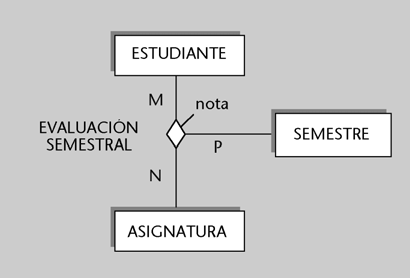 ESTUDIANTE
M
nota
EVALUACIÓN
SEMESTRAL
P
SEMESTRE
N
ASIGNATURA